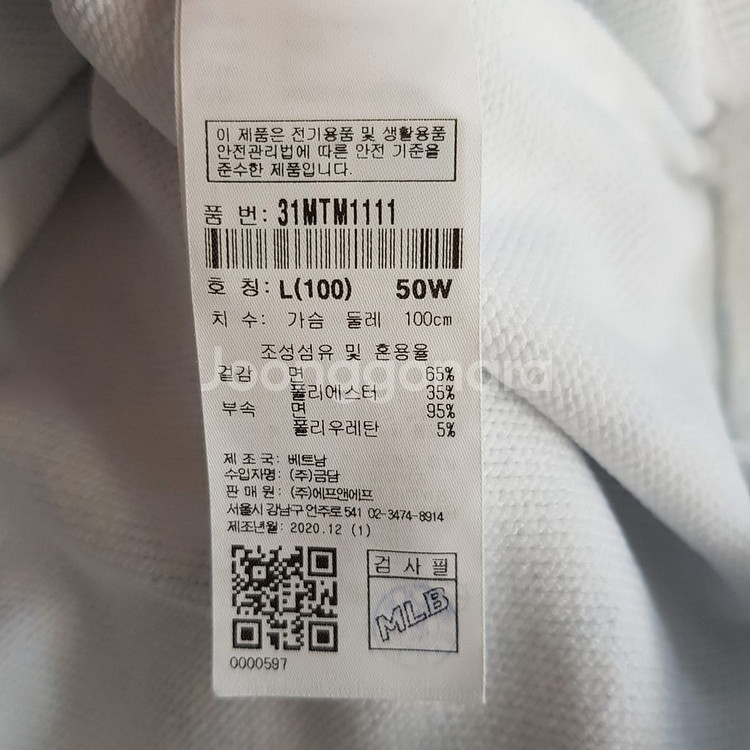 이 제품은 전기용품 및 생활용품
안전관리법에 따른 안전 기준을
준수한 제품입니다.
품 번: 31MTM1111
호 칭: L(100) 50W
치 수: 가슴 둘레 100cm
조성섬유 및 혼용율
겉감 면 65%
폴리에스터 35%
부속 면 95%
폴리우레탄 5%
제 조 국: 베트남
수입자명: (주)금담
판 매 원: (주)에프앤에프
서울시 강남구 언주로 541 02-3474-8914
제조년월: 2020.12 (1)
검 사 필
MLB
0000597
Joonggonara